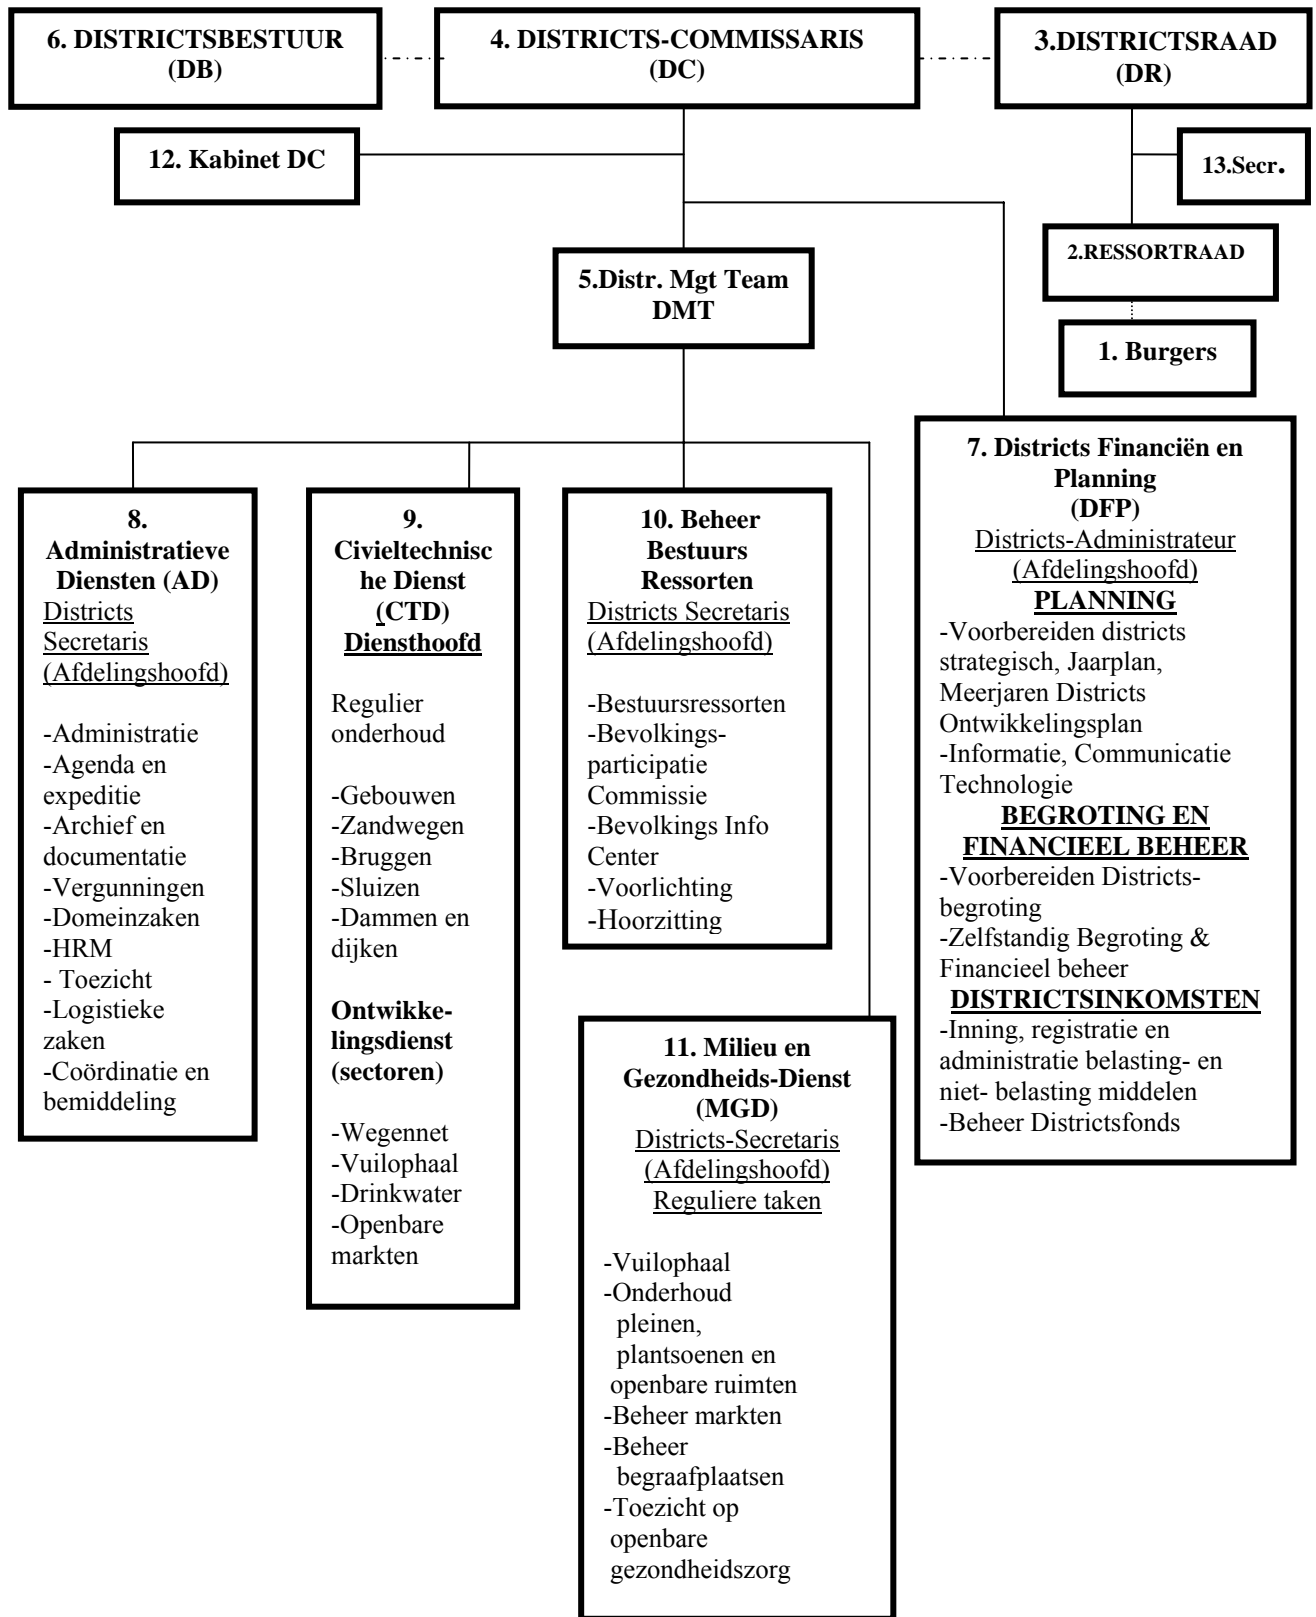 6. DISTRICTSBESTUUR
(DB)
4. DISTRICTS-COMMISSARIS
(DC)
3.DISTRICTSRAAD
(DR)
12. Kabinet DC
13.Secr.
2.RESSORTRAAD
5.Distr. Mgt Team
DMT
1. Burgers
8.
Administratieve
Diensten (AD)
Districts
Secretaris
(Afdelingshoofd)
-Administratie
-Agenda en
expeditie
-Archief en
documentatie
-Vergunningen
-Domeinzaken
-HRM
- Toezicht
-Logistieke
zaken
-Coördinatie en
bemiddeling
9.
Civieltechnisc
he Dienst
(CTD)
Diensthoofd
Regulier
onderhoud
-Gebouwen
-Zandwegen
-Bruggen
-Sluizen
-Dammen en
dijken
Ontwikke-
lingsdienst
(sectoren)
-Wegennet
-Vuilophaal
-Drinkwater
-Openbare
markten
10. Beheer
Bestuurs
Ressorten
Districts Secretaris
(Afdelingshoofd)
-Bestuursressorten
-Bevolkings-
participatie
Commissie
-Bevolkings Info
Center
-Voorlichting
-Hoorzitting
11. Milieu en
Gezondheids-Dienst
(MGD)
Districts-Secretaris
(Afdelingshoofd)
Reguliere taken
-Vuilophaal
-Onderhoud
pleinen,
plantsoenen en
openbare ruimten
-Beheer markten
-Beheer
begraafplaatsen
-Toezicht op
openbare
gezondheidszorg
7. Districts Financiën en
Planning
(DFP)
Districts-Administrateur
(Afdelingshoofd)
PLANNING
-Voorbereiden districts
strategisch, Jaarplan,
Meerjaren Districts
Ontwikkelingsplan
-Informatie, Communicatie
Technologie
BEGROTING EN
FINANCIEEL BEHEER
-Voorbereiden Districts-
begroting
-Zelfstandig Begroting &
Financieel beheer
DISTRICTSINKOMSTEN
-Inning, registratie en
administratie belasting- en
niet- belasting middelen
-Beheer Districtsfonds